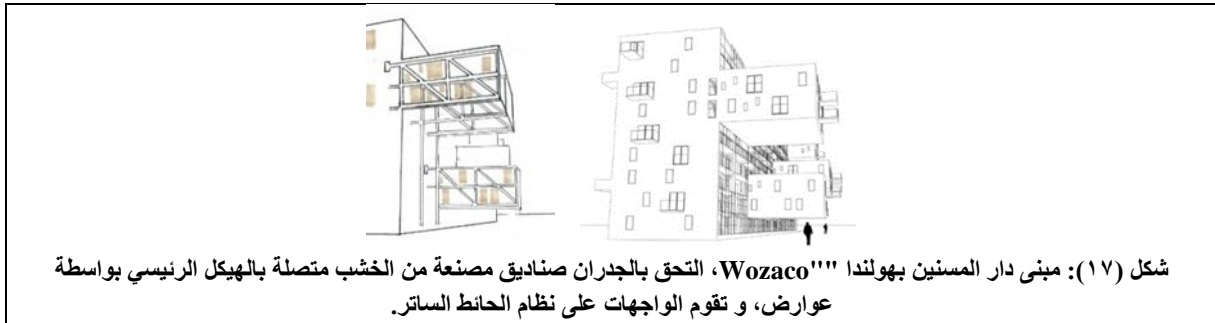 شكل (١٧): مبنى دار المسنين بهولندا ""Wozaco"، التحق بالجدران صناديق مصنعة من الخشب متصلة بالهيكل الرئيسي بواسطة
عوارض، و تقوم الواجهات على نظام الحائط الساتر.